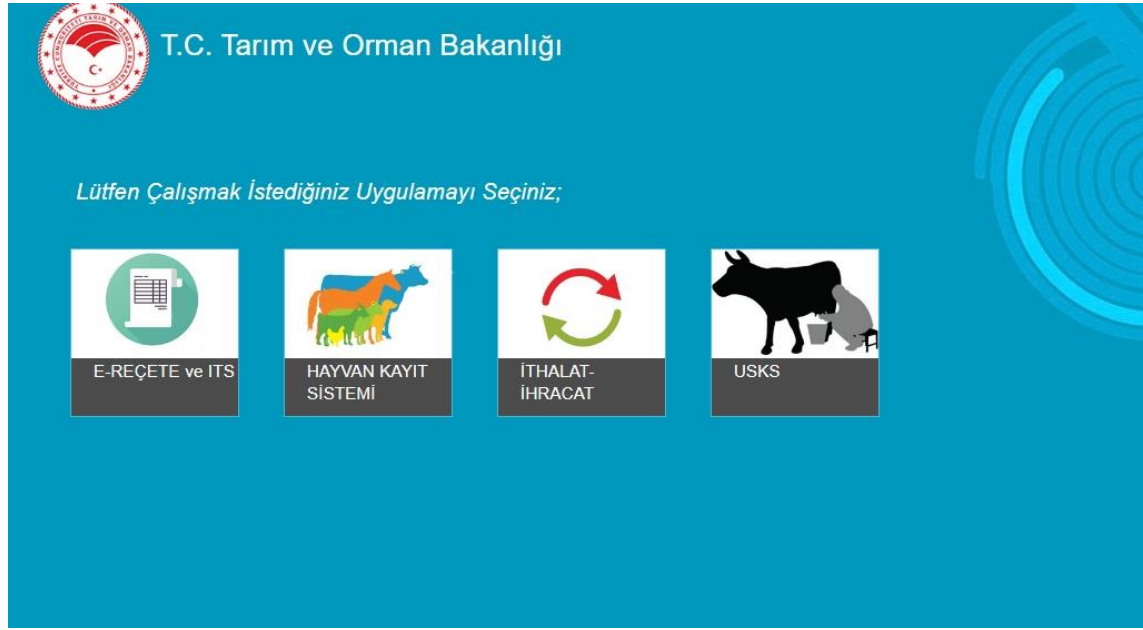 T.C. Tarım ve Orman Bakanlığı
Lütfen Çalışmak İstediğiniz Uygulamayı Seçiniz;
E-REÇETE ve ITS
HAYVAN KAYIT
SİSTEMİ
İTHALAT-
İHRACAT
USKS